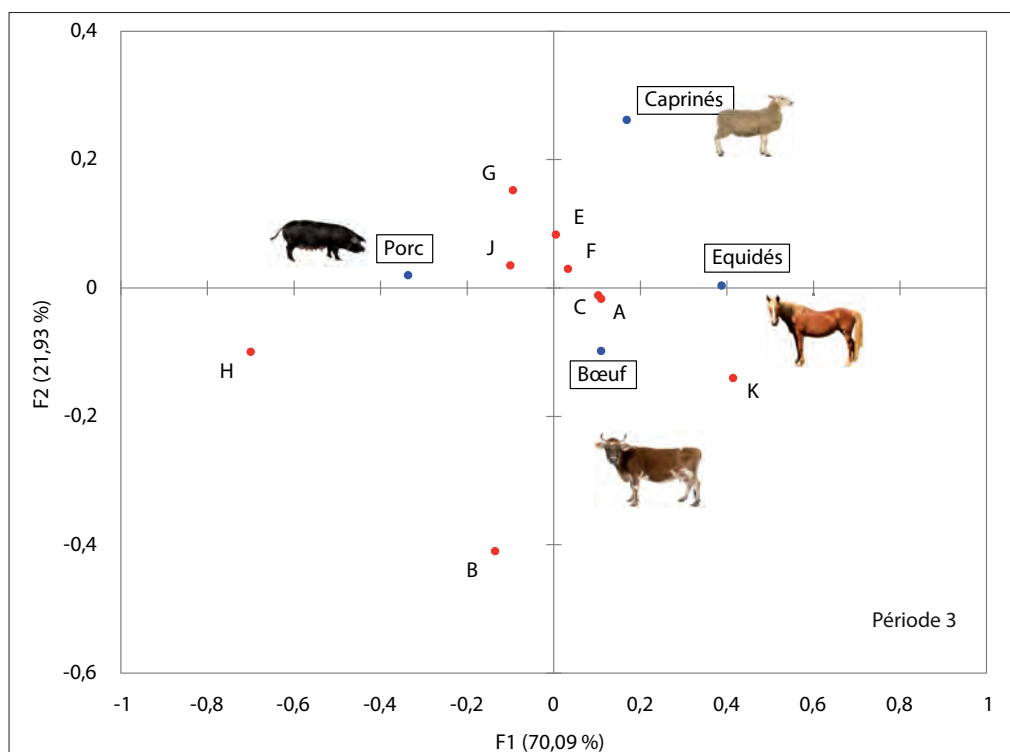 0,4
Caprinés
0,2
G
E
Porc
J
F
Equidés
0
C
A
Bœuf
H
K
-0,2
F2 (21,93 %)
-0,4
B
Période 3
-0,6
-1
-0,8
-0,6
-0,4
-0,2
0
0,2
0,4
0,6
0,8
1
F1 (70,09 %)